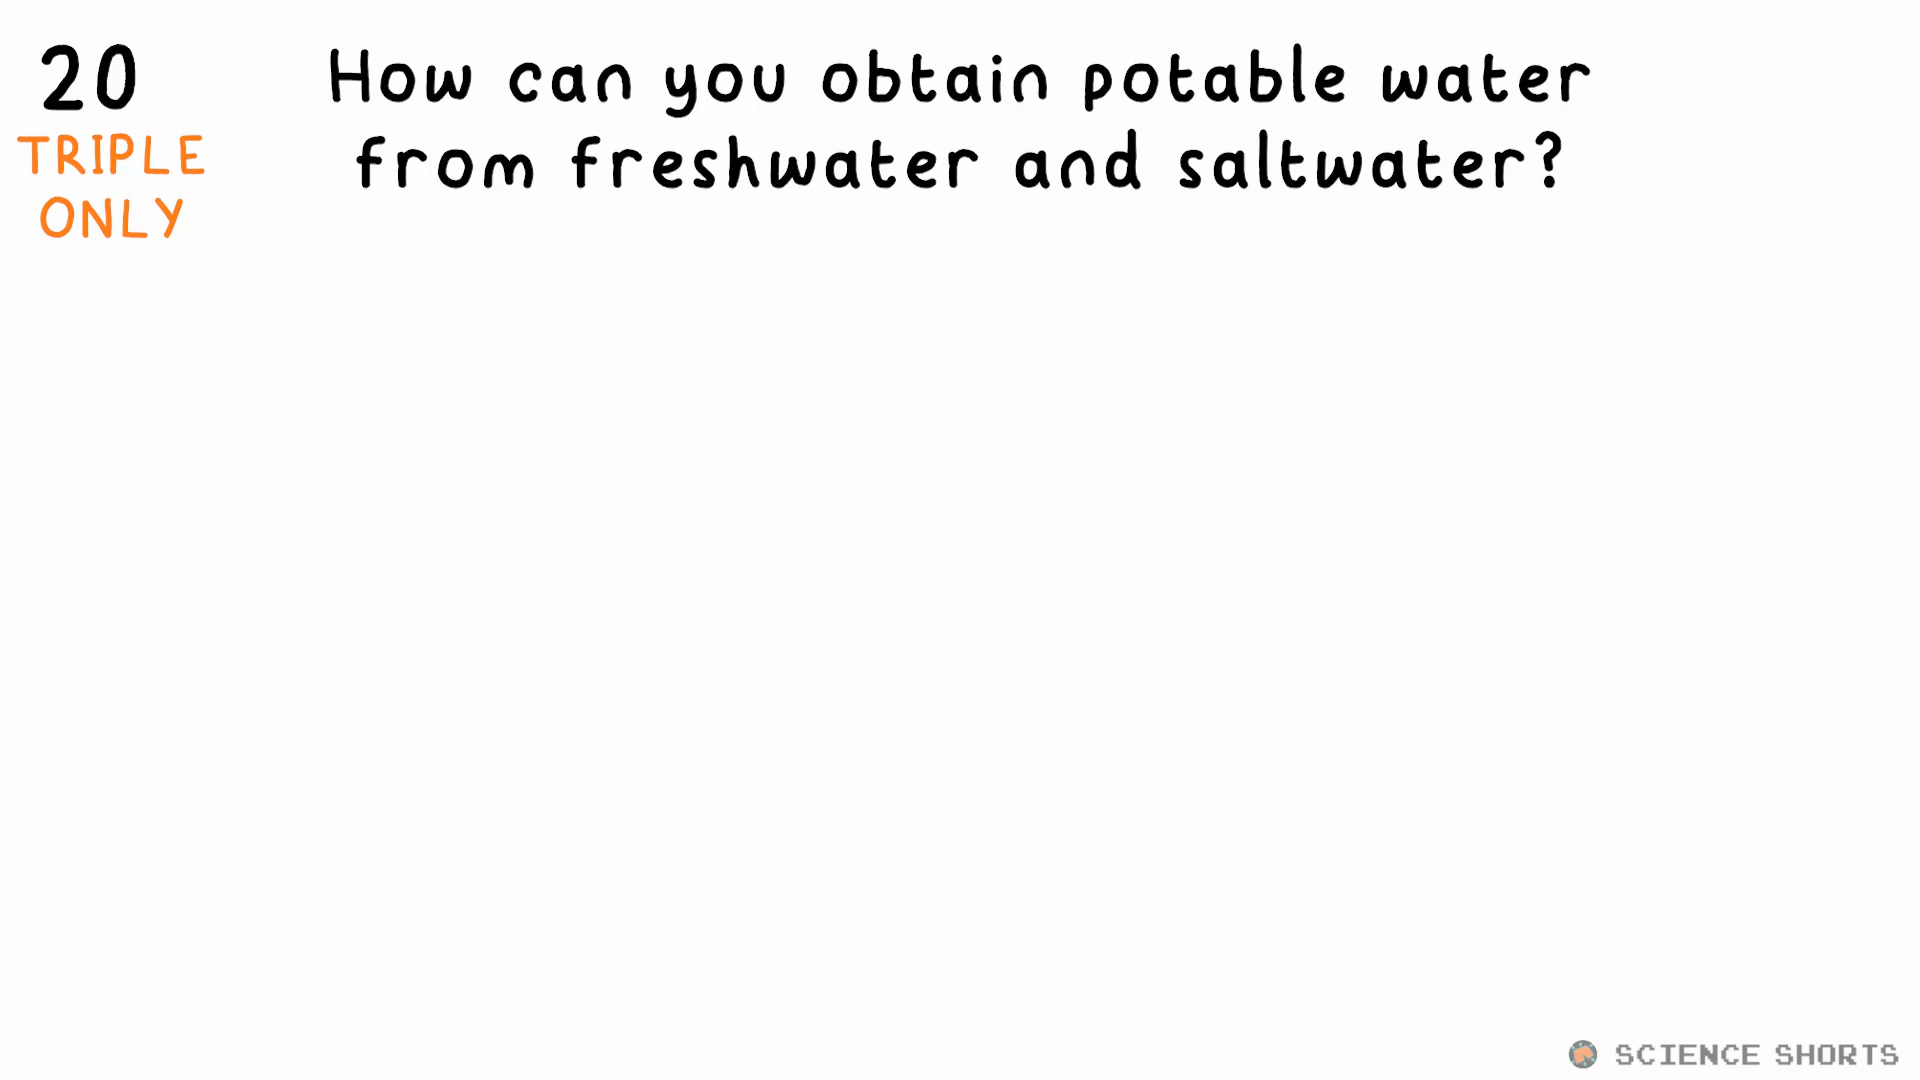 20
TRIPLE
ONLY
How can you obtain potable water
from freshwater and saltwater?
SCIENCE SHORTS